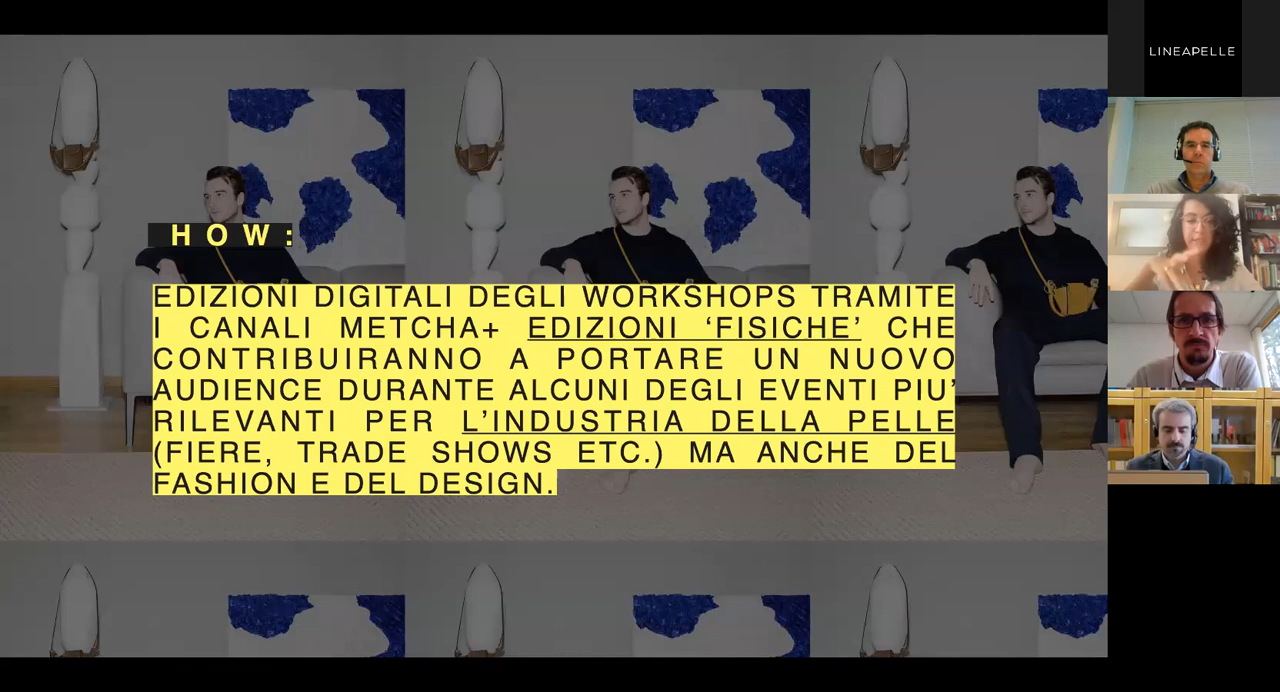 LINEAPELLE
HOW:
EDIZIONI DIGITALI DEGLI WORKSHOPS TRAMITE
I CANALI METCHA+ EDIZIONI ‘FISICHE’ CHE
CONTRIBUIRANNO A PORTARE UN NUOVO
AUDIENCE DURANTE ALCUNI DEGLI EVENTI PIU’
RILEVANTI PER L’INDUSTRIA DELLA PELLE
(FIERE, TRADE SHOWS ETC.) MA ANCHE DEL
FASHION E DEL DESIGN.